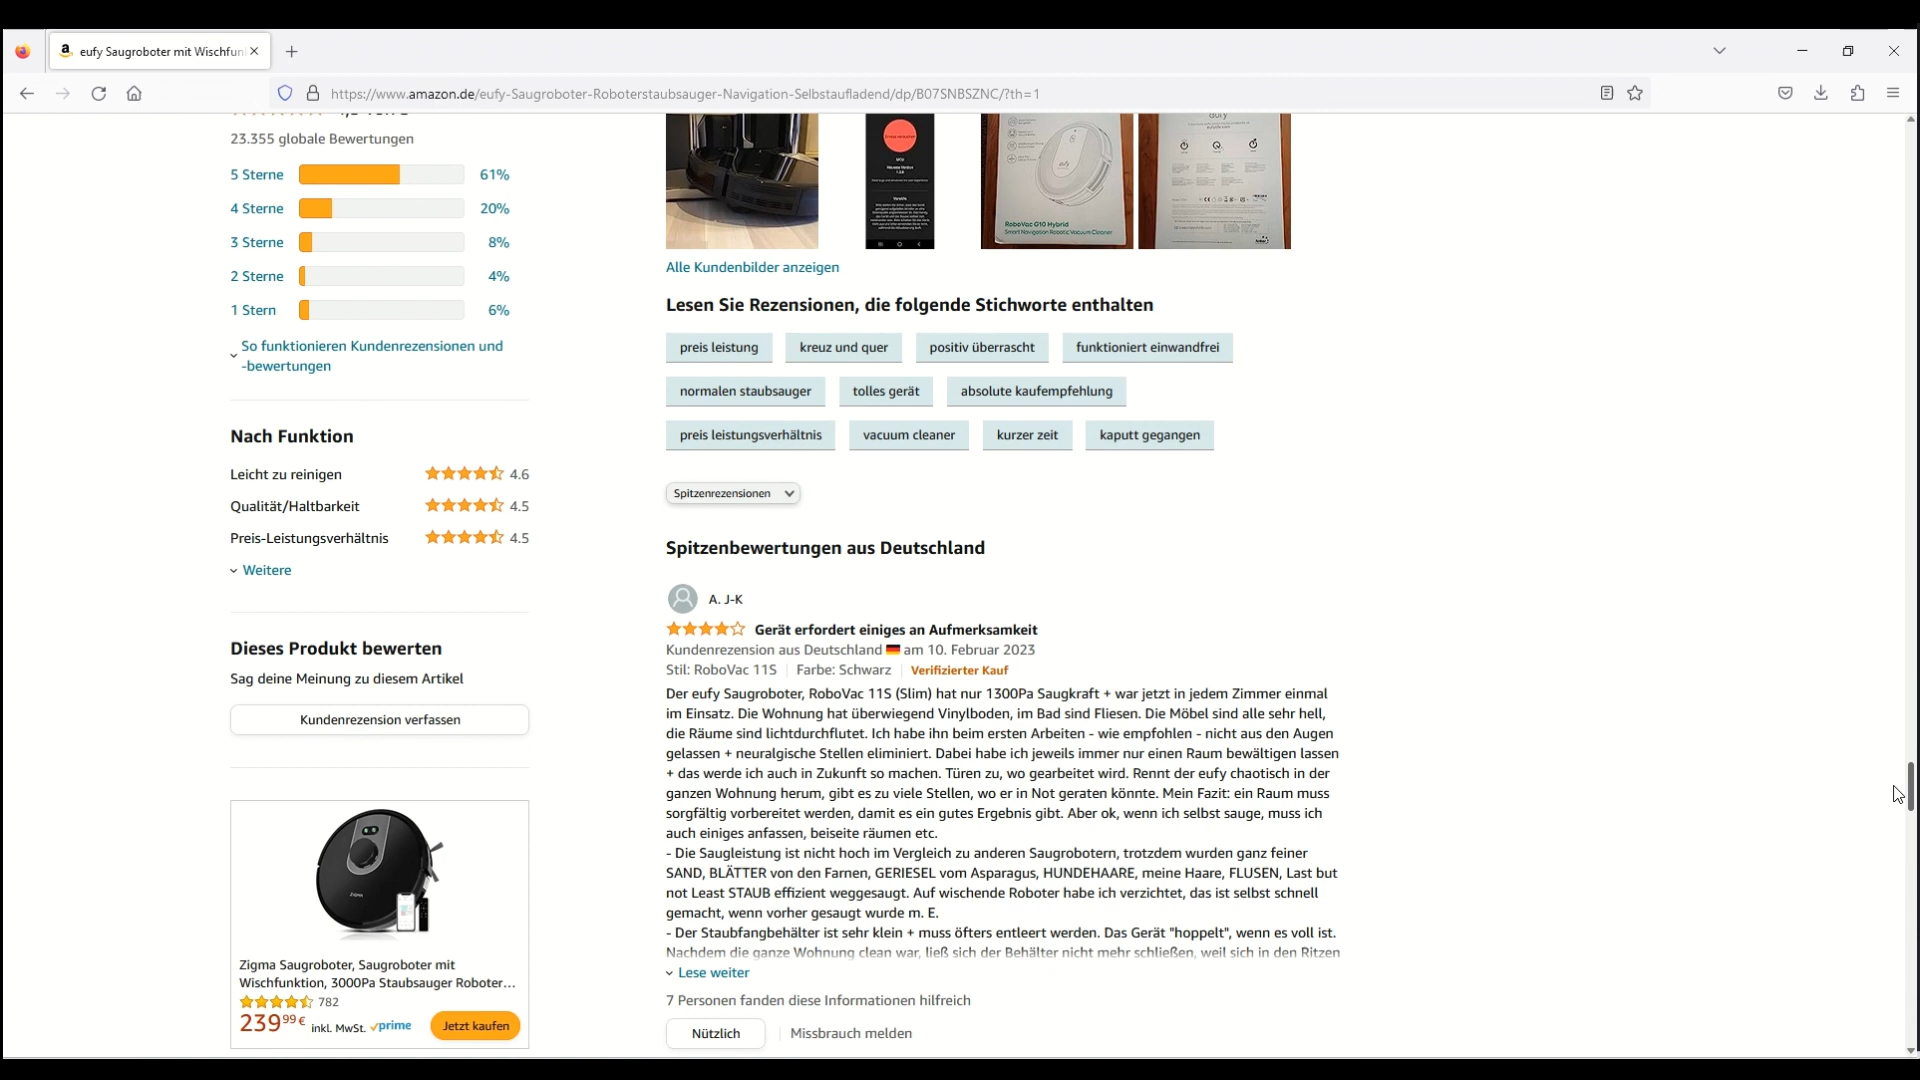 eufy Saugroboter mit Wischfun
https://www.amazon.de/eufy-Saugroboter-Roboterstaubsauger-Navigation-Selbstaufladend/dp/B07SNBSZNC/?th=1
23.355 globale Bewertungen
5 Sterne 61%
4 Sterne 20%
3 Sterne 8%
2 Sterne 4%
1 Stern 6%
So funktionieren Kundenrezensionen und
-bewertungen
Nach Funktion
Leicht zu reinigen 4.6
Qualität/Haltbarkeit 4.5
Preis-Leistungsverhältnis 4.5
Weitere
Dieses Produkt bewerten
Sag deine Meinung zu diesem Artikel
Kundenrezension verfassen
ZIGMA
Zigma Saugroboter, Saugroboter mit
Wischfunktion, 3000Pa Staubsauger Roboter...
782
239 99 € inkl. MwSt. prime
Jetzt kaufen
eufy
RoboVac G10 Hybrid
Smart Navigation Robotic Vacuum Cleaner
Alle Kundenbilder anzeigen
Lesen Sie Rezensionen, die folgende Stichworte enthalten
preis leistung kreuz und quer positiv überrascht funktioniert einwandfrei
normalen staubsauger tolles gerät absolute kaufempfehlung
preis leistungsverhältnis vacuum cleaner kurzer zeit kaputt gegangen
Spitzenrezensionen
Spitzenbewertungen aus Deutschland
A. J-K
Gerät erfordert einiges an Aufmerksamkeit
Kundenrezension aus Deutschland am 10. Februar 2023
Stil: RoboVac 11S Farbe: Schwarz Verifizierter Kauf
Der eufy Saugroboter, RoboVac 11S (Slim) hat nur 1300Pa Saugkraft + war jetzt in jedem Zimmer einmal
im Einsatz. Die Wohnung hat überwiegend Vinylboden, im Bad sind Fliesen. Die Möbel sind alle sehr hell,
die Räume sind lichtdurchflutet. Ich habe ihn beim ersten Arbeiten - wie empfohlen - nicht aus den Augen
gelassen + neuralgische Stellen eliminiert. Dabei habe ich jeweils immer nur einen Raum bewältigen lassen
+ das werde ich auch in Zukunft so machen. Türen zu, wo gearbeitet wird. Rennt der eufy chaotisch in der
ganzen Wohnung herum, gibt es zu viele Stellen, wo er in Not geraten könnte. Mein Fazit: ein Raum muss
sorgfältig vorbereitet werden, damit es ein gutes Ergebnis gibt. Aber ok, wenn ich selbst sauge, muss ich
auch einiges anfassen, beiseite räumen etc.
- Die Saugleistung ist nicht hoch im Vergleich zu anderen Saugrobotern, trotzdem wurden ganz feiner
SAND, BLÄTTER von den Farnen, GERIESEL vom Asparagus, HUNDEHAARE, meine Haare, FLUSEN, Last but
not Least STAUB effizient weggesaugt. Auf wischende Roboter habe ich verzichtet, das ist selbst schnell
gemacht, wenn vorher gesaugt wurde m. E.
- Der Staubfangbehälter ist sehr klein + muss öfters entleert werden. Das Gerät "hoppelt", wenn es voll ist.
Nachdem die ganze Wohnung clean war, ließ sich der Behälter nicht mehr schließen, weil sich in den Ritzen
Lese weiter
7 Personen fanden diese Informationen hilfreich
Nützlich Missbrauch melden